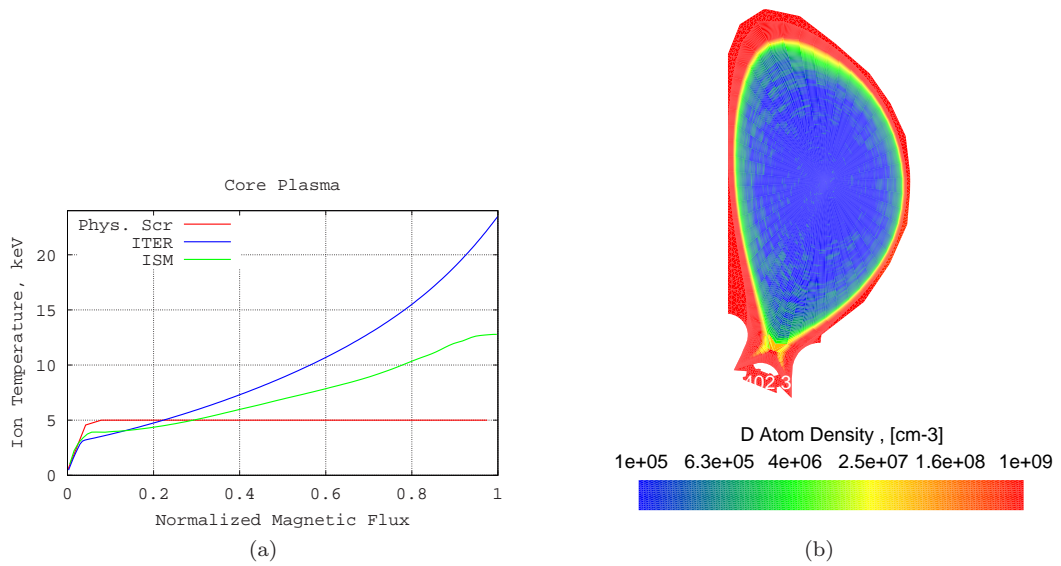 Core Plasma
Phys. Scr
ITER
ISM
Ion Temperature, keV
20
15
10
5
0
0 0.2 0.4 0.6 0.8 1
Normalized Magnetic Flux
(a)
402.3
D Atom Density , [cm-3]
1e+05 6.3e+05 4e+06 2.5e+07 1.6e+08 1e+09
(b)